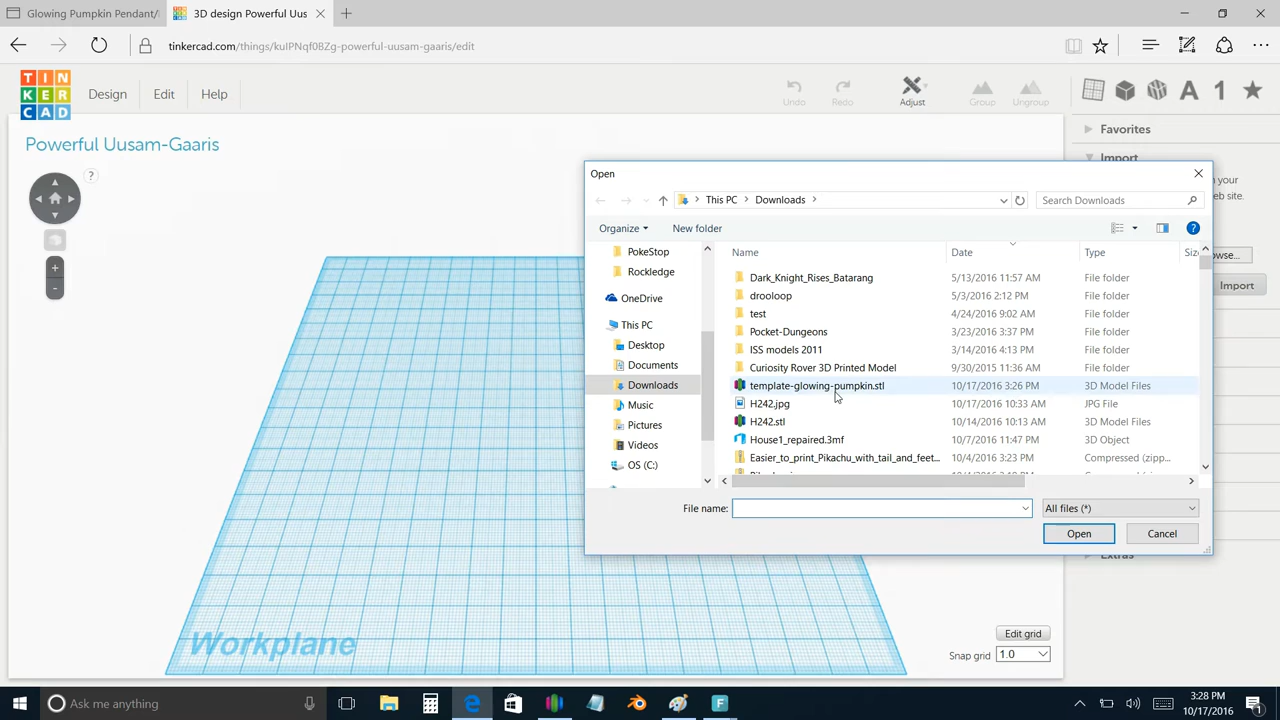 Glowing Pumpkin Pendant/
3D design Powerful Uus
tinkercad.com/things/kuIPNqf0BZg-powerful-uusam-gaaris/edit
TIN
KER
CAD
Design
Edit
Help
Undo
Redo
Adjust
Group
Ungroup
A
1
Powerful Uusam-Gaaris
?
+
-
Favorites
Import
n your
web site.
owse...
Import
Extras
Open
This PC
Downloads
Search Downloads
Organize
New folder
?
PokeStop
Rockledge
OneDrive
This PC
Desktop
Documents
Downloads
Music
Pictures
Videos
OS (C:)
Name Date Type Siz
Dark_Knight_Rises_Batarang 5/13/2016 11:57 AM File folder
drooloop 5/3/2016 2:12 PM File folder
test 4/24/2016 9:02 AM File folder
Pocket-Dungeons 3/23/2016 3:37 PM File folder
ISS models 2011 3/14/2016 4:13 PM File folder
Curiosity Rover 3D Printed Model 9/30/2015 11:36 AM File folder
template-glowing-pumpkin.stl 10/17/2016 3:26 PM 3D Model Files
H242.jpg 10/17/2016 10:33 AM JPG File
H242.stl 10/14/2016 10:13 AM 3D Model Files
House1_repaired.3mf 10/7/2016 11:47 PM 3D Object
Easier_to_print_Pikachu_with_tail_and_feet... 10/4/2016 3:23 PM Compressed (zipp...
File name:
All files (*)
Open
Cancel
Workplane
Edit grid
Snap grid 1.0
Ask me anything
3:28 PM
10/17/2016